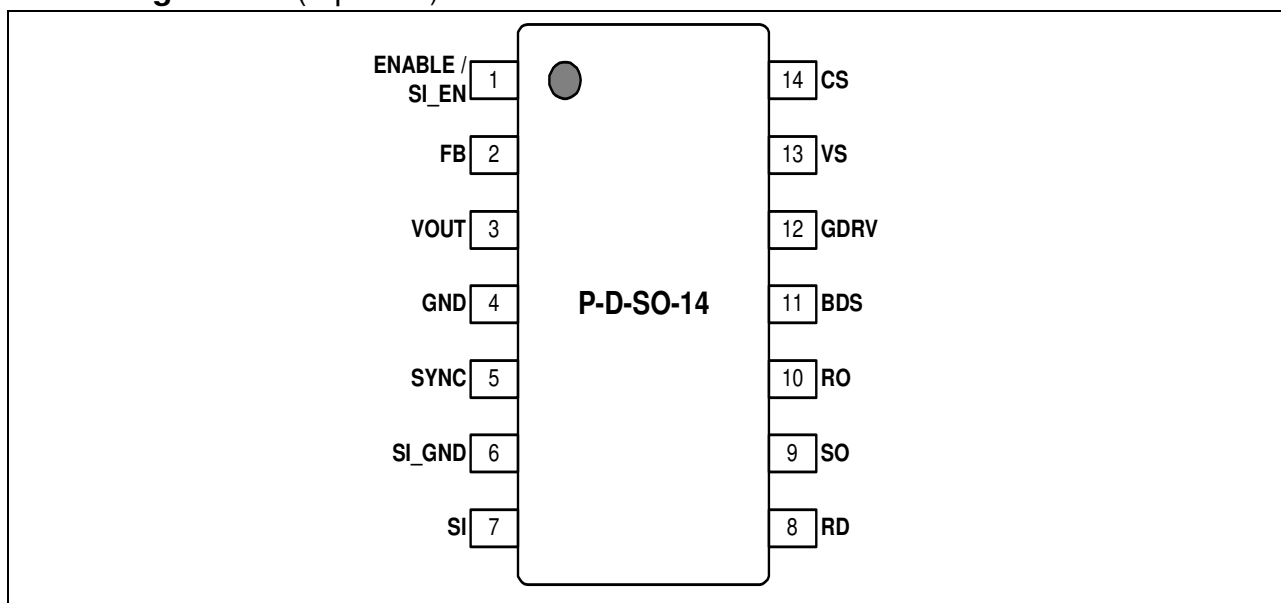 ENABLE /
SI_EN
1
14 CS
FB 2
13 VS
VOUT 3
12 GDRV
GND 4
P-D-SO-14
11 BDS
SYNC 5
10 RO
SI_GND 6
9 SO
SI 7
8 RD